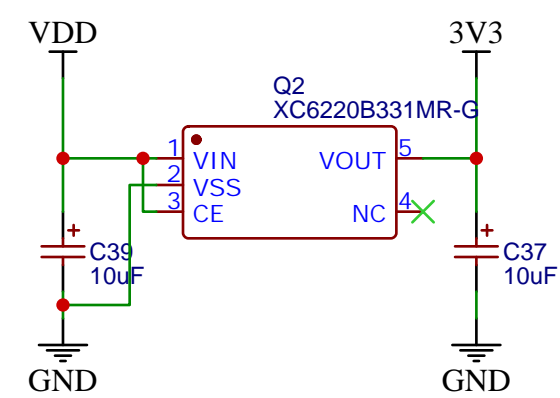 VDD
3V3
Q2
XC6220B331MR-G
1
VIN
VOUT
5
2
VSS
3
CE
NC
4
+
C39
10uF
+
C37
10uF
GND
GND